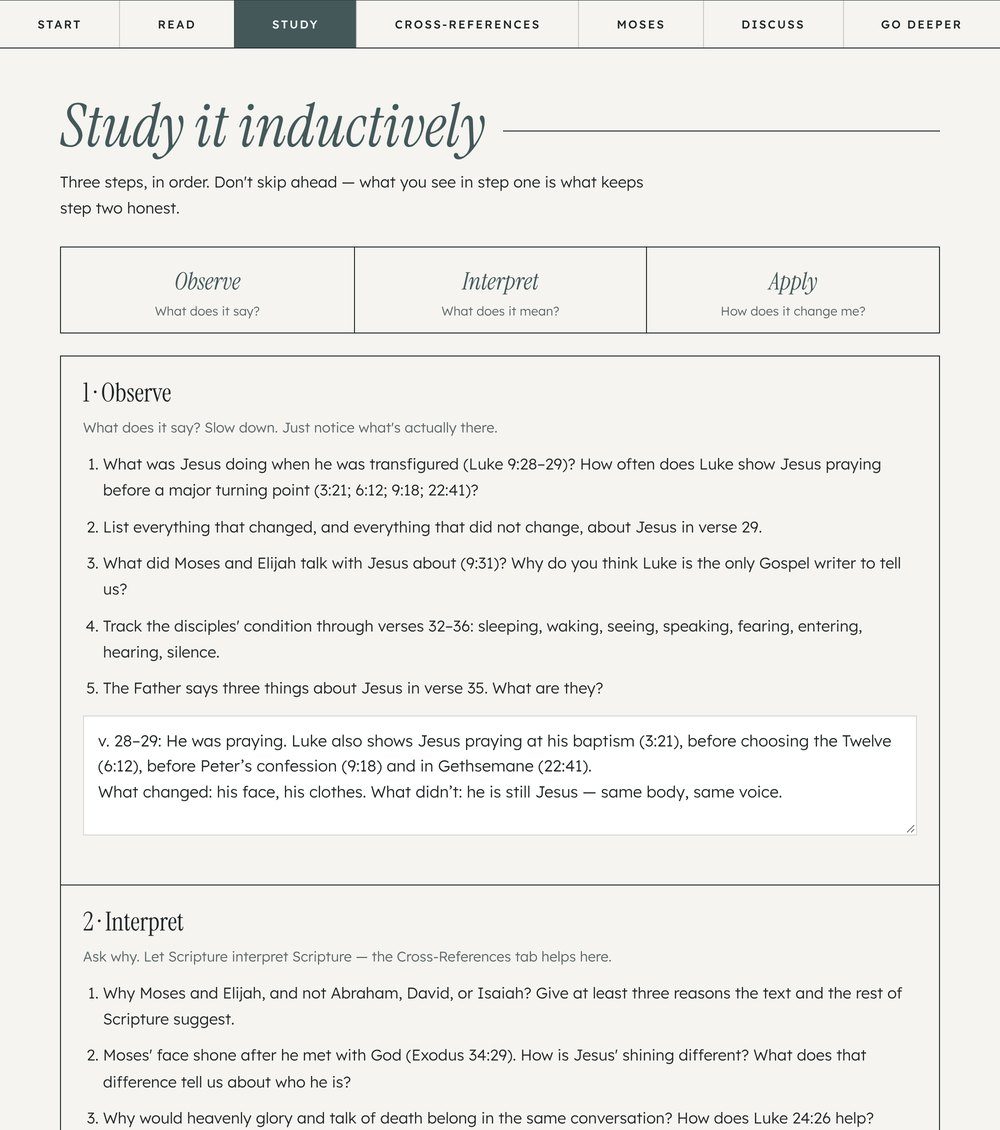 START READ STUDY CROSS-REFERENCES MOSES DISCUSS GO DEEPER
Study it inductively
Three steps, in order. Don't skip ahead — what you see in step one is what keeps
step two honest.
Observe
What does it say?
Interpret
What does it mean?
Apply
How does it change me?
1 · Observe
What does it say? Slow down. Just notice what's actually there.
1. What was Jesus doing when he was transfigured (Luke 9:28–29)? How often does Luke show Jesus praying
before a major turning point (3:21; 6:12; 9:18; 22:41)?
2. List everything that changed, and everything that did not change, about Jesus in verse 29.
3. What did Moses and Elijah talk with Jesus about (9:31)? Why do you think Luke is the only Gospel writer to tell
us?
4. Track the disciples' condition through verses 32–36: sleeping, waking, seeing, speaking, fearing, entering,
hearing, silence.
5. The Father says three things about Jesus in verse 35. What are they?
v. 28–29: He was praying. Luke also shows Jesus praying at his baptism (3:21), before choosing the Twelve
(6:12), before Peter’s confession (9:18) and in Gethsemane (22:41).
What changed: his face, his clothes. What didn’t: he is still Jesus — same body, same voice.
2 · Interpret
Ask why. Let Scripture interpret Scripture — the Cross-References tab helps here.
1. Why Moses and Elijah, and not Abraham, David, or Isaiah? Give at least three reasons the text and the rest of
Scripture suggest.
2. Moses' face shone after he met with God (Exodus 34:29). How is Jesus' shining different? What does that
difference tell us about who he is?
3. Why would heavenly glory and talk of death belong in the same conversation? How does Luke 24:26 help?